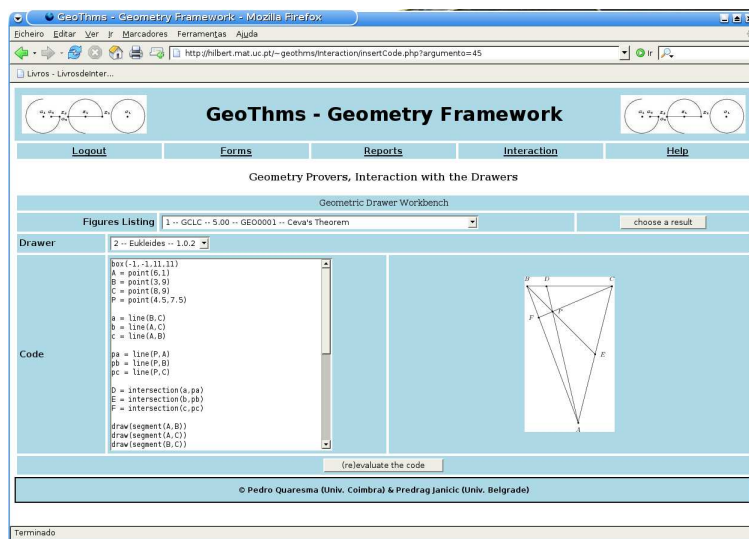 GeoThms - Geometry Framework - Mozilla Firefox
Ficheiro Editar Ver Ir Marcadores Ferramentas Ajuda
http://hilbert.mat.uc.pt/~geothms/Interaction/insertCode.php?argumento=45
Ir
Livros - LivrosdeInter...
GeoThms - Geometry Framework
Logout Forms Reports Interaction Help
Geometry Provers, Interaction with the Drawers
Geometric Drawer Workbench
Figures Listing 1 -- GCLC -- 5.00 -- GEO0001 -- Ceva's Theorem choose a result
Drawer 2 -- Eukleides -- 1.0.2
Code
box(-1,-1,11,11)
A = point(6,1)
B = point(3,9)
C = point(8,9)
P = point(4.5,7.5)
a = line(B,C)
b = line(A,C)
c = line(A,B)
pa = line(P,A)
pb = line(P,B)
pc = line(P,C)
D = intersection(a,pa)
E = intersection(b,pb)
F = intersection(c,pc)
draw(segment(A,B))
draw(segment(A,C))
draw(segment(B,C))
B D C
F P
E
A
(re)evaluate the code
© Pedro Quaresma (Univ. Coimbra) & Predrag Janicic (Univ. Belgrade)
Terminado